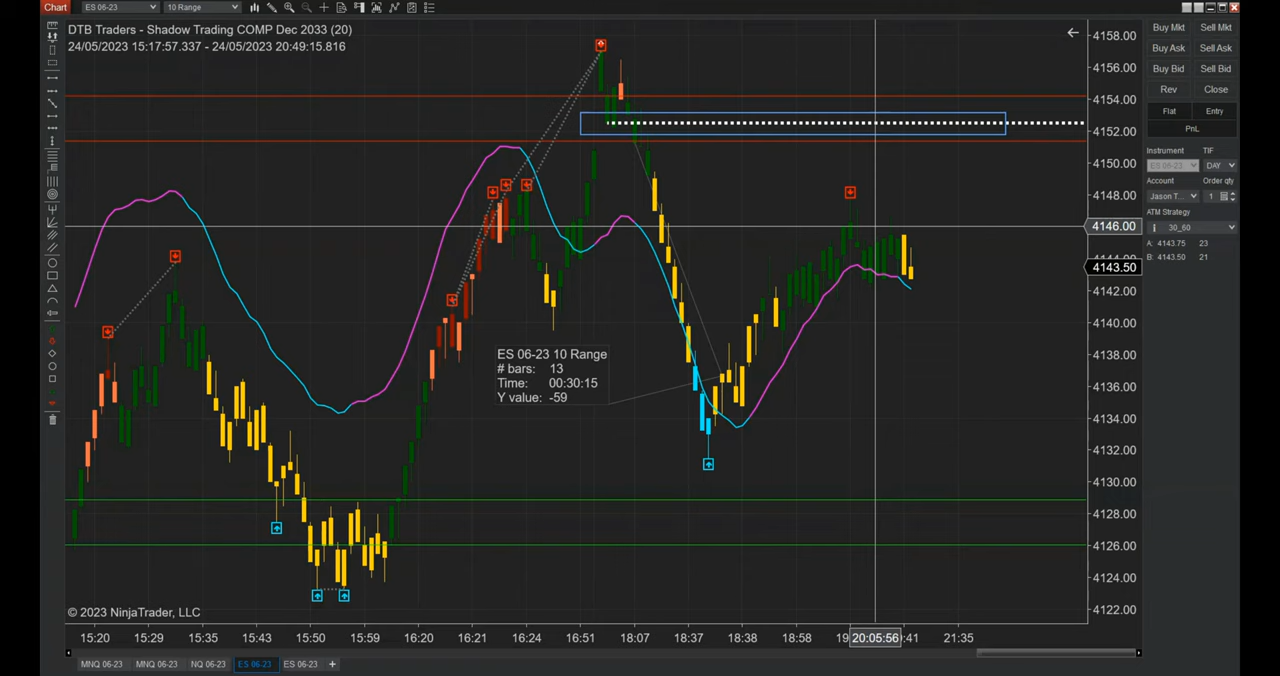 Chart
ES 06-23
10 Range
DTB Traders - Shadow Trading COMP Dec 2033 (20)
24/05/2023 15:17:57.337 - 24/05/2023 20:49:15.816
ES 06-23 10 Range
# bars: 13
Time: 00:30:15
Y value: -59
4158.00
4156.00
4154.00
4152.00
4150.00
4148.00
4146.00
4143.50
4142.00
4140.00
4138.00
4136.00
4134.00
4132.00
4130.00
4128.00
4126.00
4124.00
4122.00
© 2023 NinjaTrader, LLC
15:20 15:29 15:35 15:43 15:50 15:59 16:20 16:21 16:24 16:51 18:07 18:37 18:38 18:58 20:05:56 21:35
MNQ 06-23 MNQ 06-23 NQ 06-23 ES 06-23 ES 06-23 +
Buy Mkt Sell Mkt
Buy Ask Sell Ask
Buy Bid Sell Bid
Rev Close
Flat Entry
PnL
Instrument TIF
ES 06-23 DAY
Account Order qty
Jason T... 1
ATM Strategy
30_60
A: 4143.75 23
B: 4143.50 21